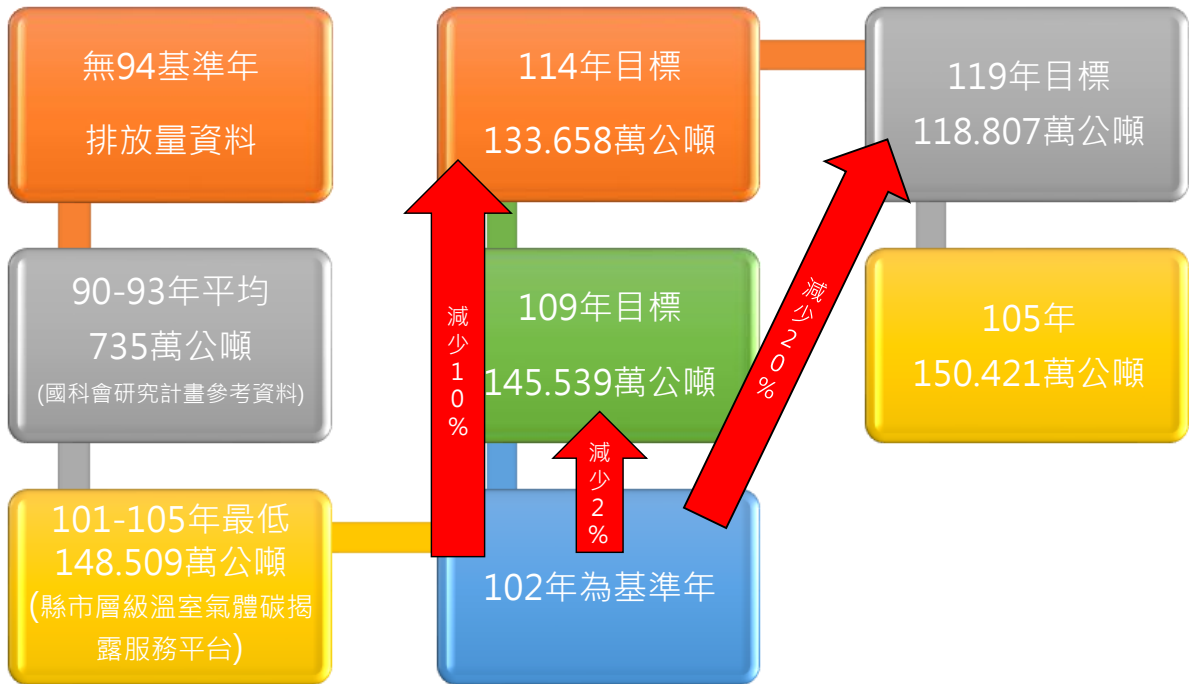 無94基準年
排放量資料
90-93年平均
735萬公噸
(國科會研究計畫參考資料)
101-105年最低
148.509萬公噸
(縣市層級溫室氣體碳揭
露服務平台)
102年為基準年
減少2%
109年目標
145.539萬公噸
減少10%
114年目標
133.658萬公噸
減少20%
119年目標
118.807萬公噸
105年
150.421萬公噸